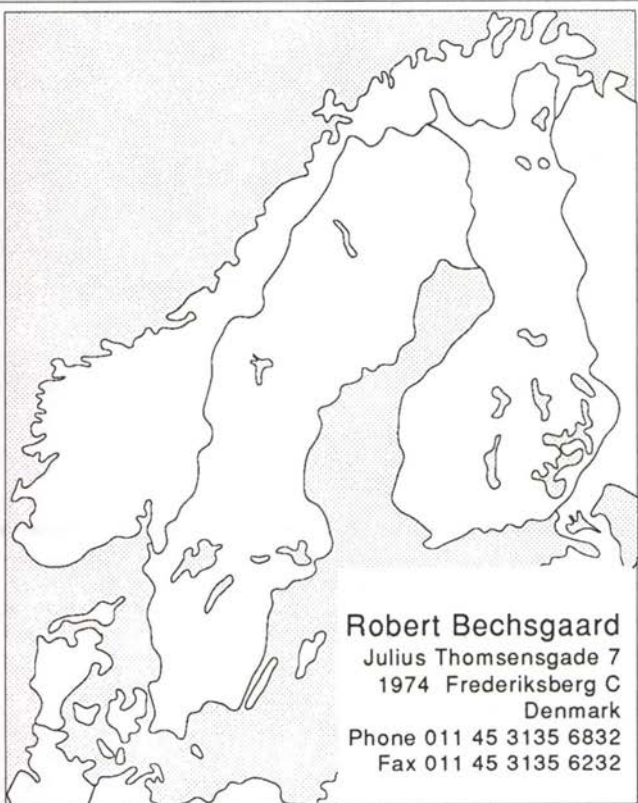 Robert Bechsgaard
Julius Thomsensgade 7
1974 Frederiksberg C
Denmark
Phone 011 45 3135 6832
Fax 011 45 3135 6232